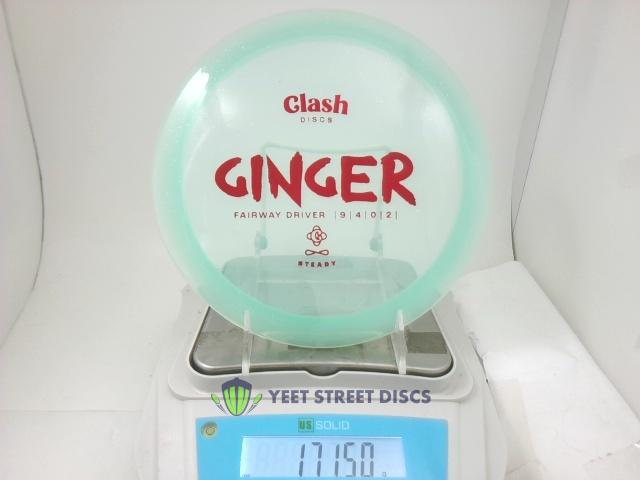 Clash
DISCS
GINGER
FAIRWAY DRIVER |9|4|0|2|
STEADY
YEET STREET DISCS
US SOLID
171.50 g